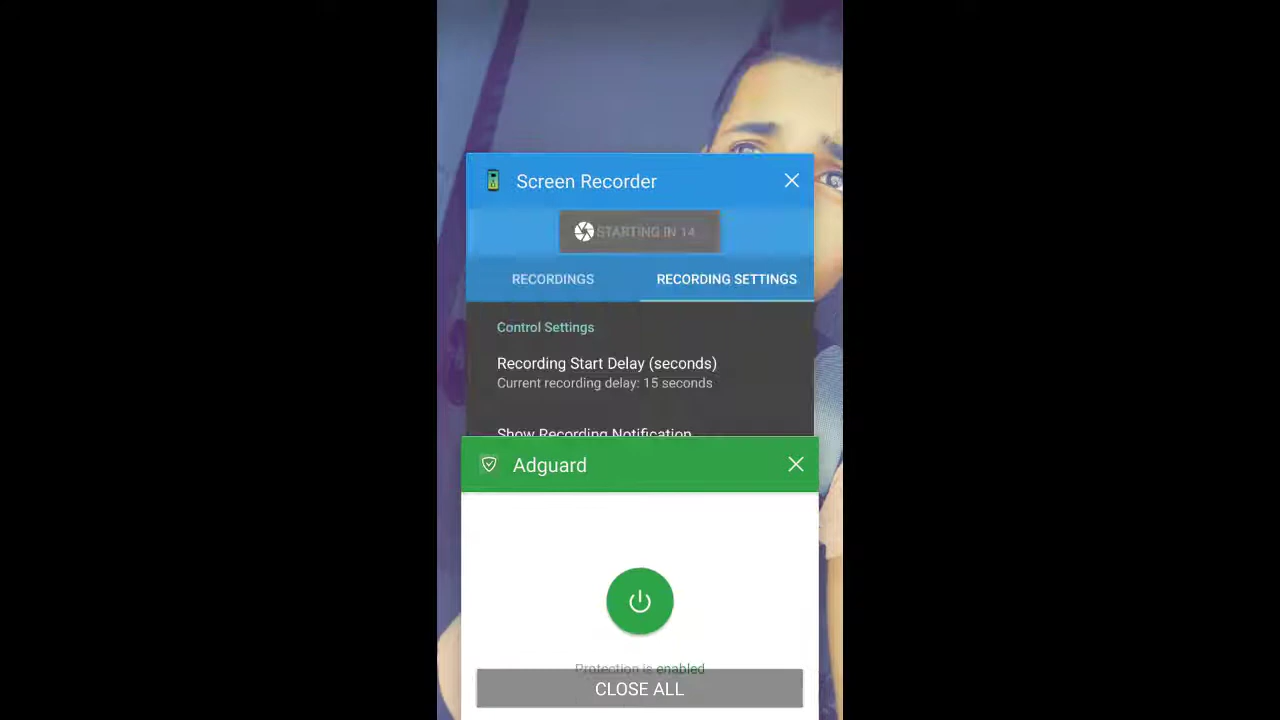 Screen Recorder
STARTING IN 14
RECORDINGS
RECORDING SETTINGS
Control Settings
Recording Start Delay (seconds)
Current recording delay: 15 seconds
Show Recording Notification
Adguard
Protection is enabled
CLOSE ALL